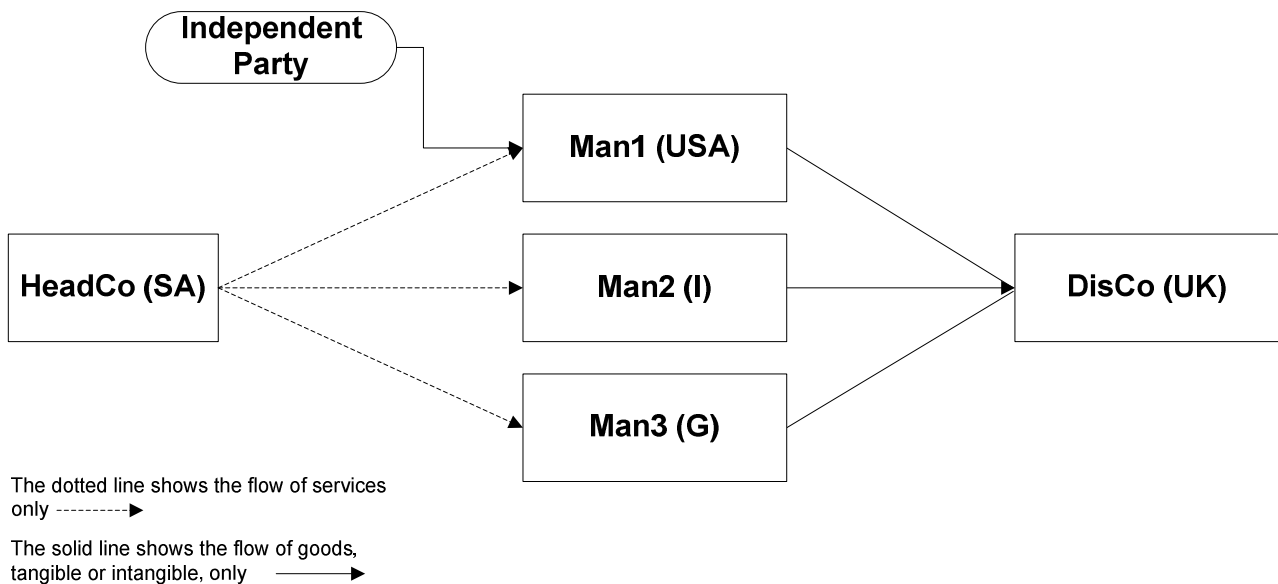 Independent
Party
Man1 (USA)
HeadCo (SA)
Man2 (I)
DisCo (UK)
Man3 (G)
The dotted line shows the flow of services
only
The solid line shows the flow of goods,
tangible or intangible, only